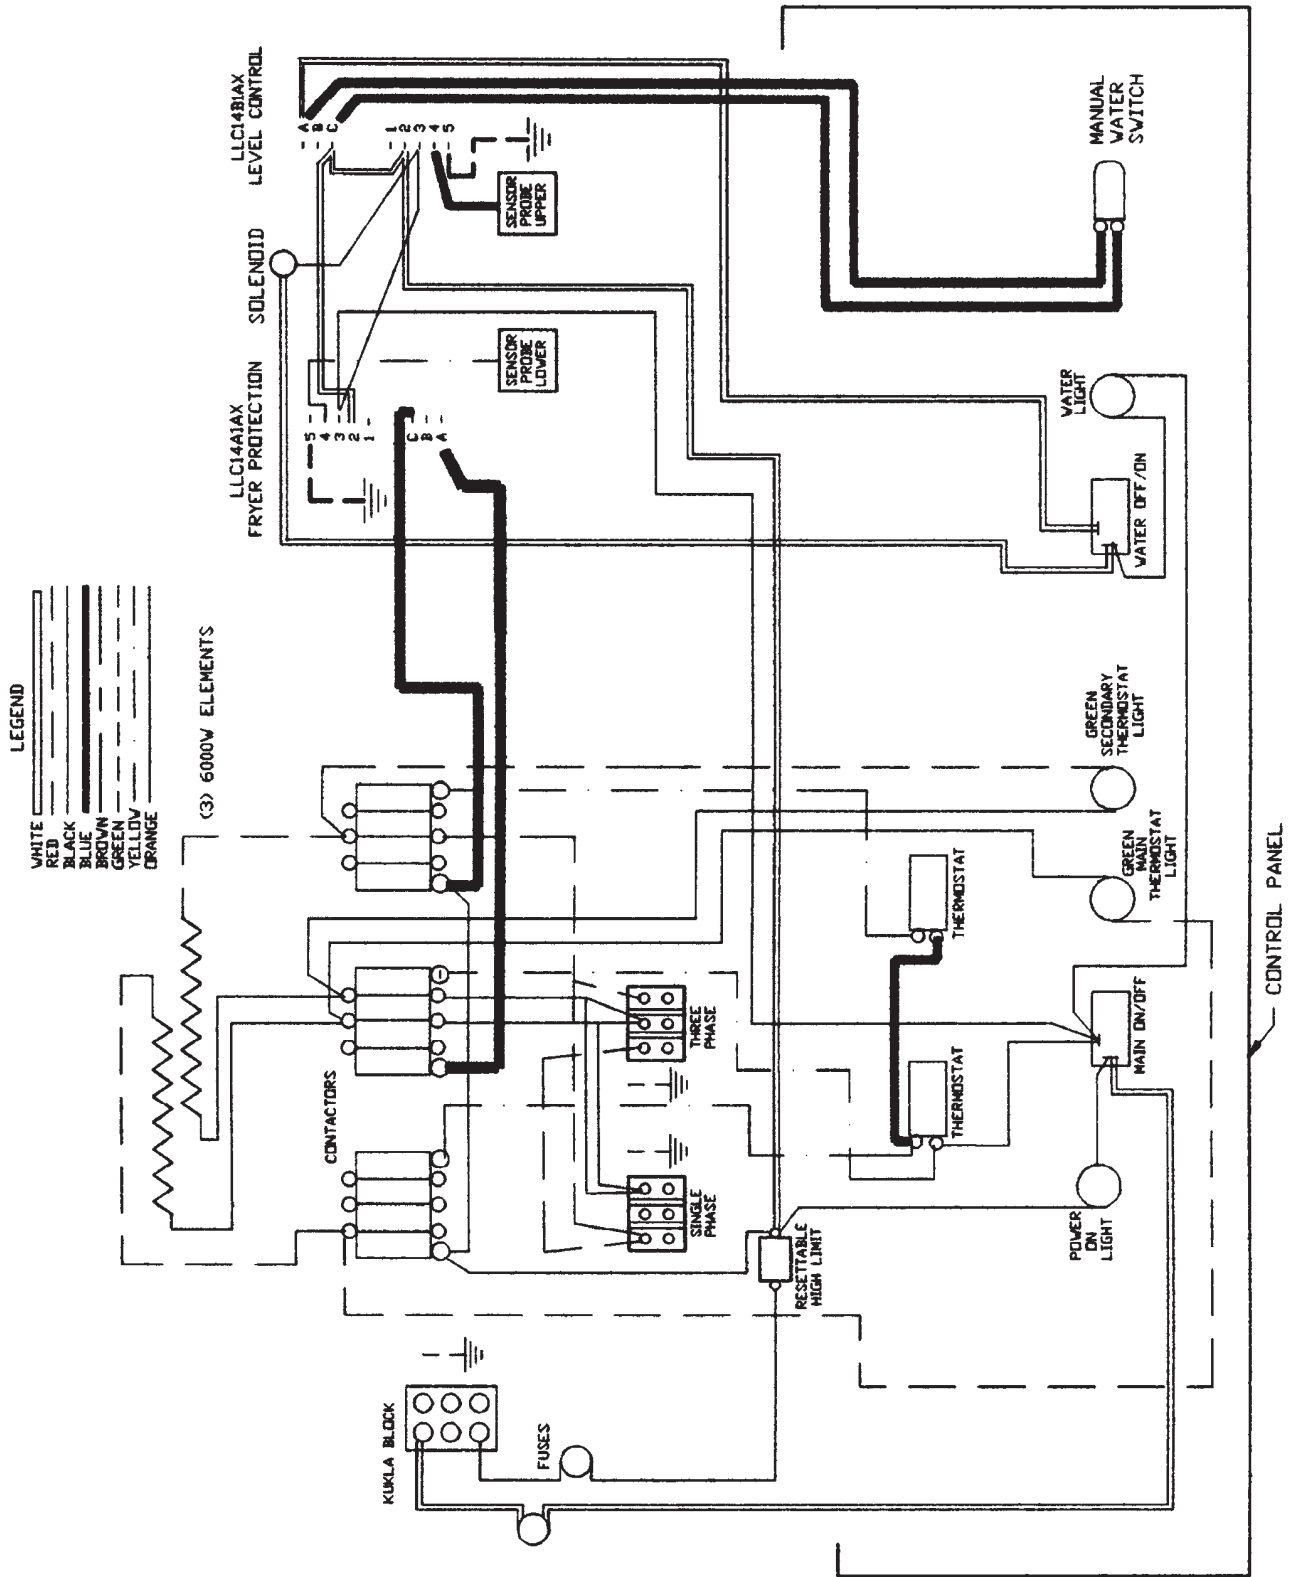 LEGEND
WHITE
RED
BLACK
BLUE
BROWN
GREEN
YELLOW
ORANGE
(3) 6000W ELEMENTS
LLC14A1AX
FRYER PROTECTION
SOLENOID
LLC14B1AX
LEVEL CONTROL
A
B
C
1
2
3
4
5
5
4
3
2
1
C
B
A
SENSOR
PROBE
UPPER
SENSOR
PROBE
LOWER
MANUAL
WATER
SWITCH
WATER
LIGHT
WATER OFF/ON
GREEN
SECONDARY
THERMOSTAT
LIGHT
GREEN
MAIN
THERMOSTAT
LIGHT
THERMOSTAT
THERMOSTAT
MAIN ON/OFF
POWER
ON
LIGHT
CONTACTORS
THREE
PHASE
SINGLE
PHASE
RESETTABLE
HIGH LIMIT
KUKLA BLOCK
FUSES
CONTROL PANEL